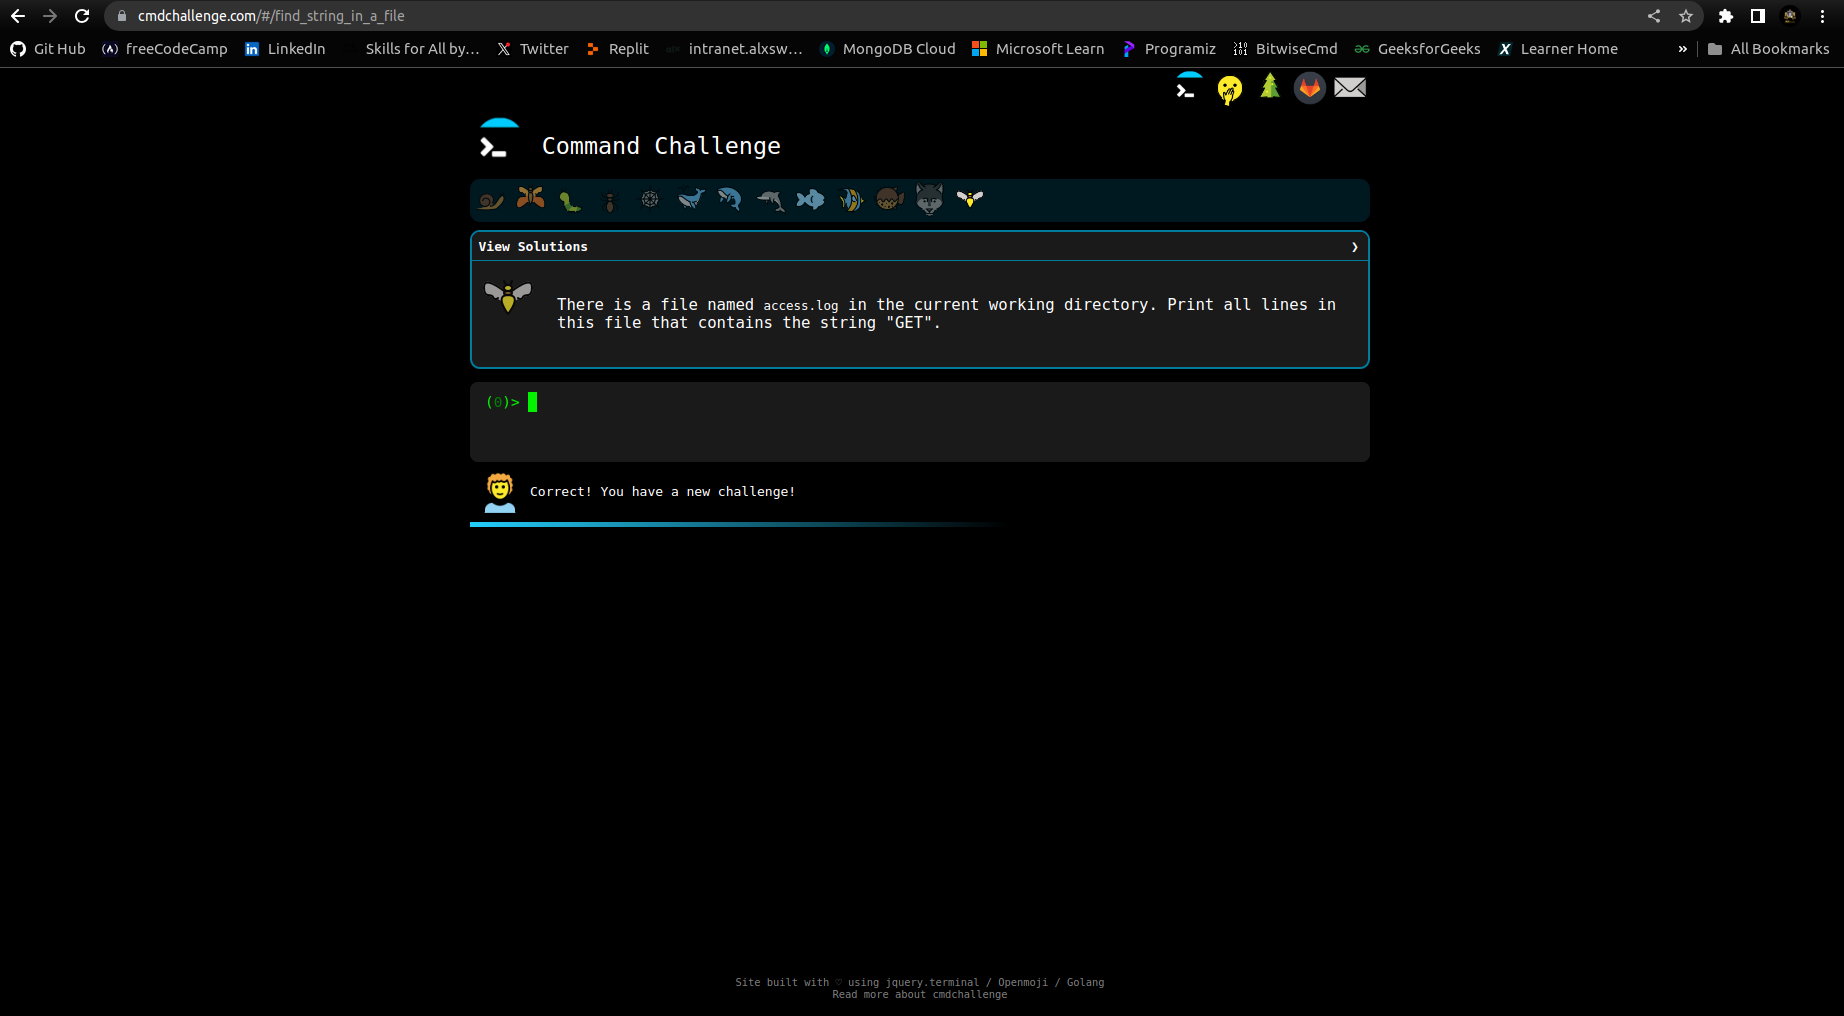 cmdchallenge.com/#/find_string_in_a_file
Git Hub freeCodeCamp LinkedIn Skills for All by... Twitter Replit intranet.alxsw... MongoDB Cloud Microsoft Learn Programiz BitwiseCmd GeeksforGeeks Learner Home » All Bookmarks
Command Challenge
View Solutions
There is a file named access.log in the current working directory. Print all lines in
this file that contains the string "GET".
(0)>
Correct! You have a new challenge!
Site built with ♡ using jquery.terminal / Openmoji / Golang
Read more about cmdchallenge